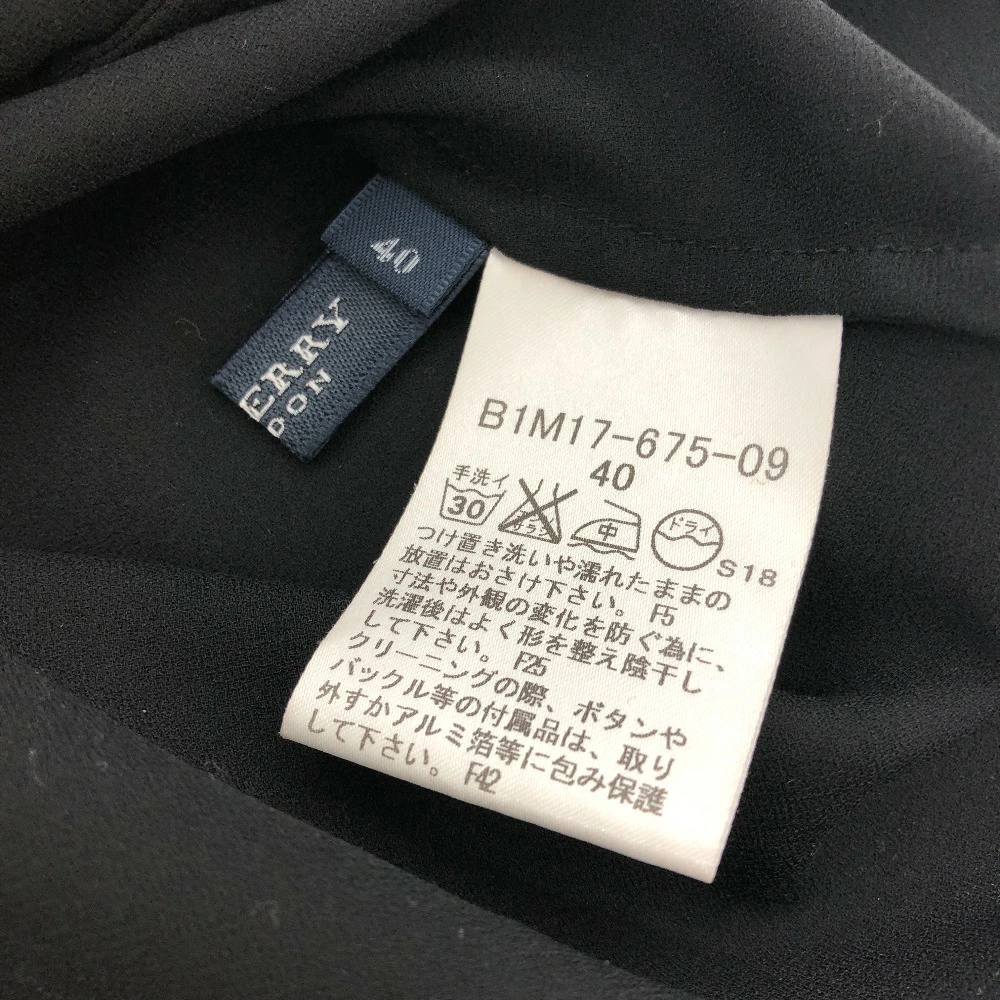 40
ERRY
DON
B1M17-675-09
40
手洗イ
30
中
ドライ
S18
つけ置き洗いや濡れたままの
放置はおさけ下さい。 F5
寸法や外観の変化を防ぐ為に、
洗濯後はよく形を整え陰干し
して下さい。 F25
クリーニングの際、ボタンや
バックル等の付属品は、取り
外すかアルミ箔等に包み保護
して下さい。 F42